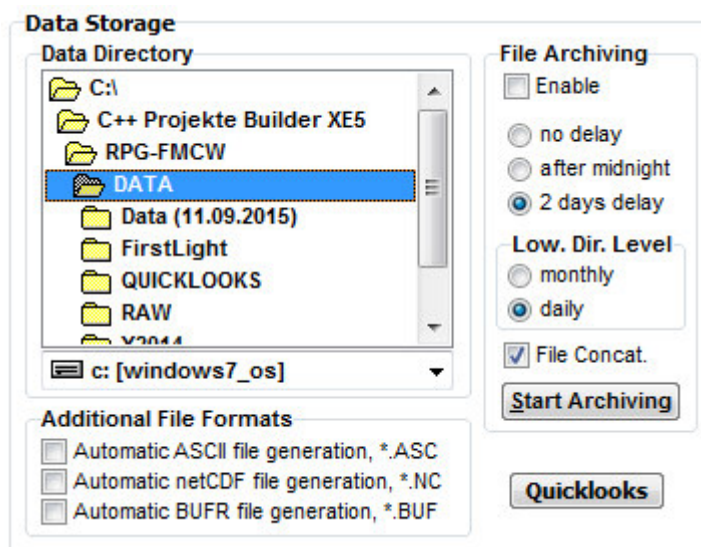 Data Storage
Data Directory
C:\
C++ Projekte Builder XE5
RPG-FMCW
DATA
Data (11.09.2015)
FirstLight
QUICKLOOKS
RAW
Y2014
c: [windows7_os]
Additional File Formats
Automatic ASCII file generation, *.ASC
Automatic netCDF file generation, *.NC
Automatic BUFR file generation, *.BUF
File Archiving
Enable
no delay
after midnight
2 days delay
Low. Dir. Level
monthly
daily
File Concat.
Start Archiving
Quicklooks